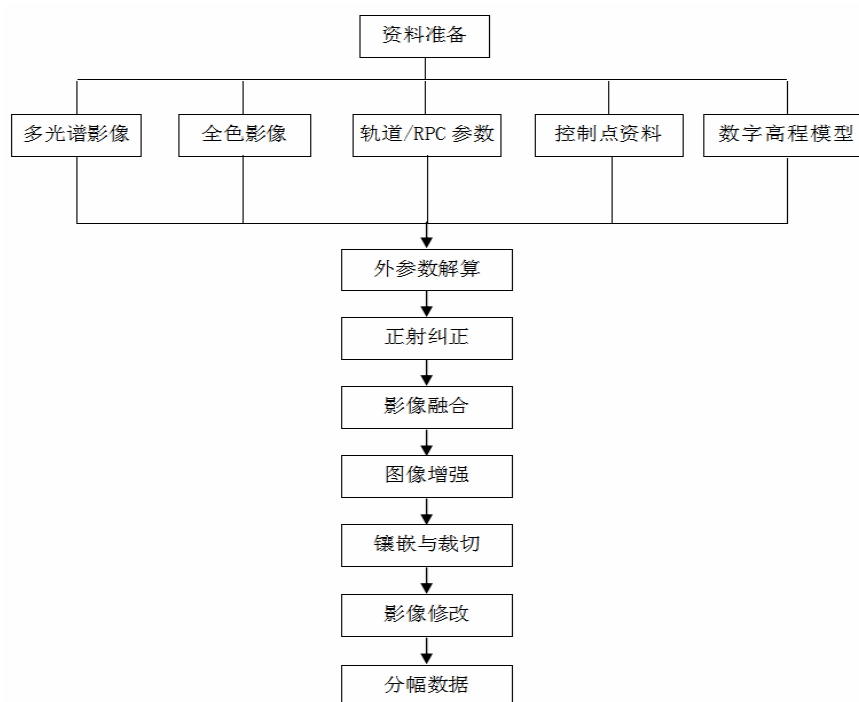 资料准备
多光谱影像
全色影像
轨道/RPC 参数
控制点资料
数字高程模型
外参数解算
正射纠正
影像融合
图像增强
镶嵌与裁切
影像修改
分幅数据